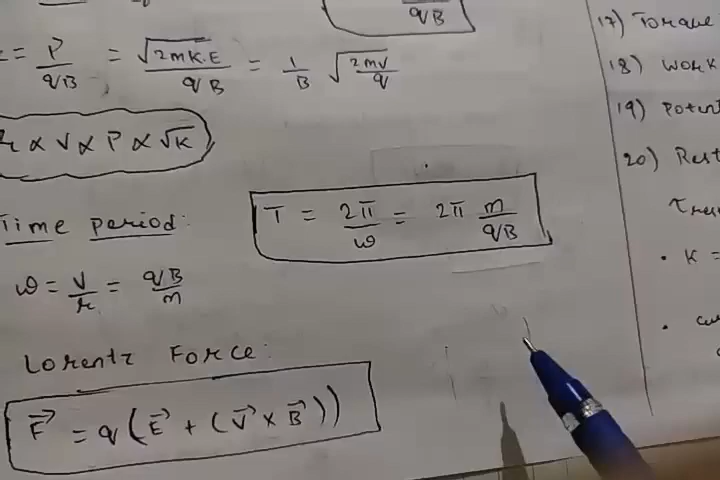 qB
= P/qB = √2mK.E/qB = 1/B √2mV/q
r ∝ V ∝ P ∝ √K
Time period:
T = 2π/ω = 2π m/qB
ω = V/r = qB/m
Lorentz Force:
F⃗ = q(E⃗ + (V⃗ × B⃗))
17) Torque
18) Work
19) Potent
20) Rest
• K =